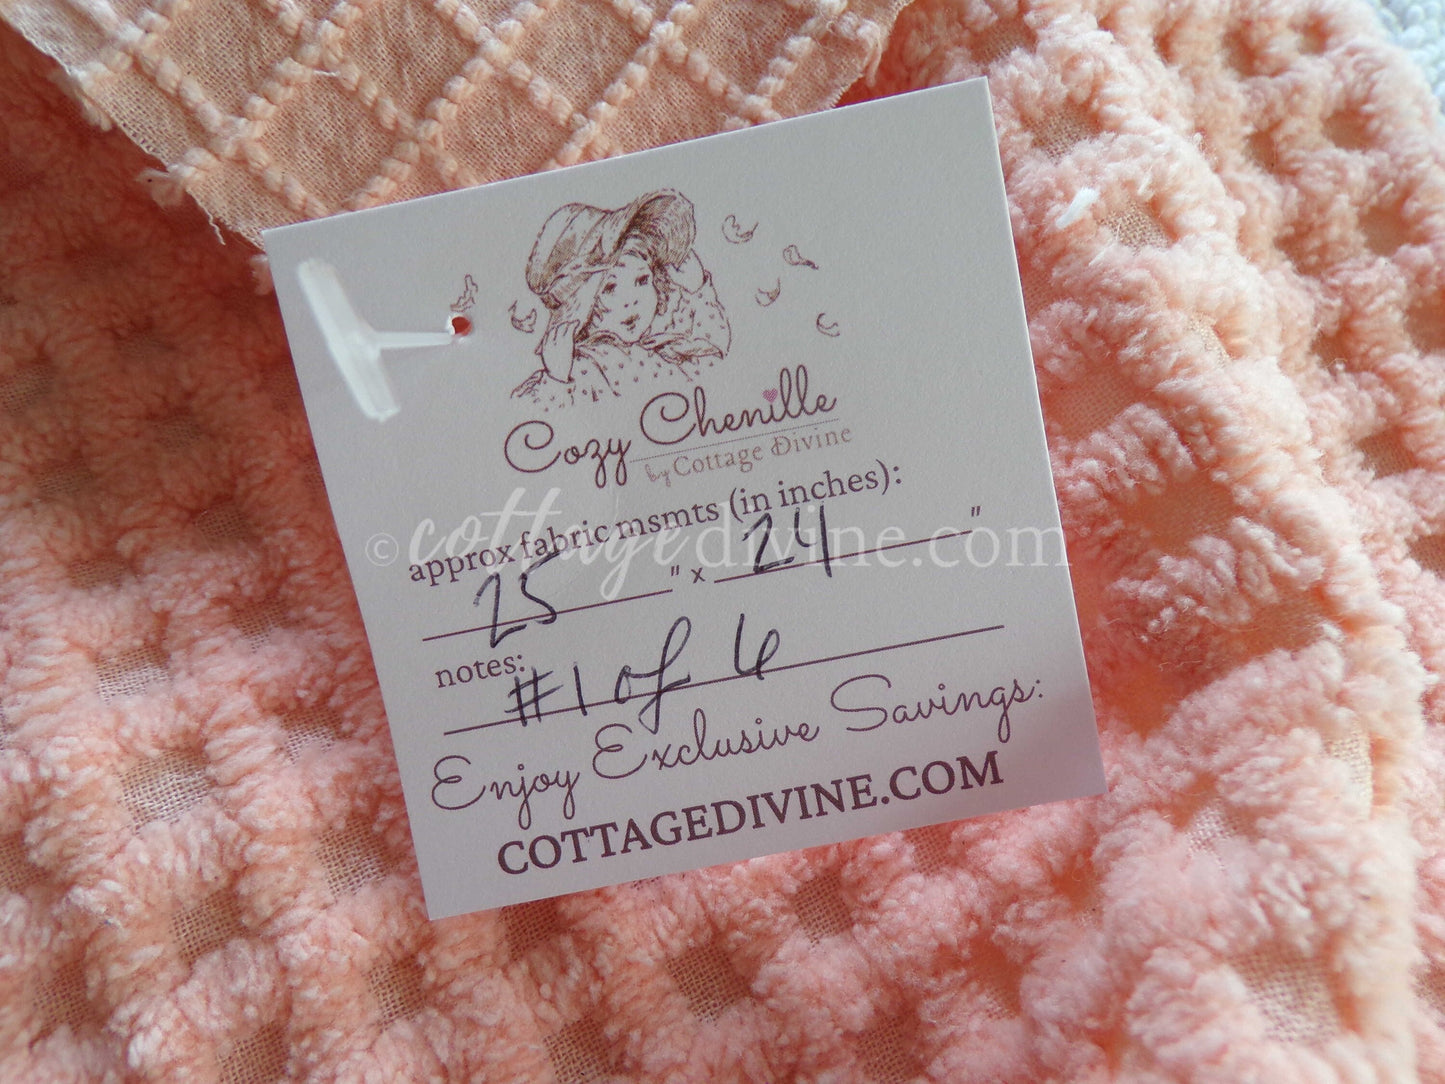 Cozy Chenille
by Cottage Divine
approx fabric msmts (in inches):
25 " x 24 "
notes: #1 of 6
Enjoy Exclusive Savings:
COTTAGEDIVINE.COM
© cottagedivine.com